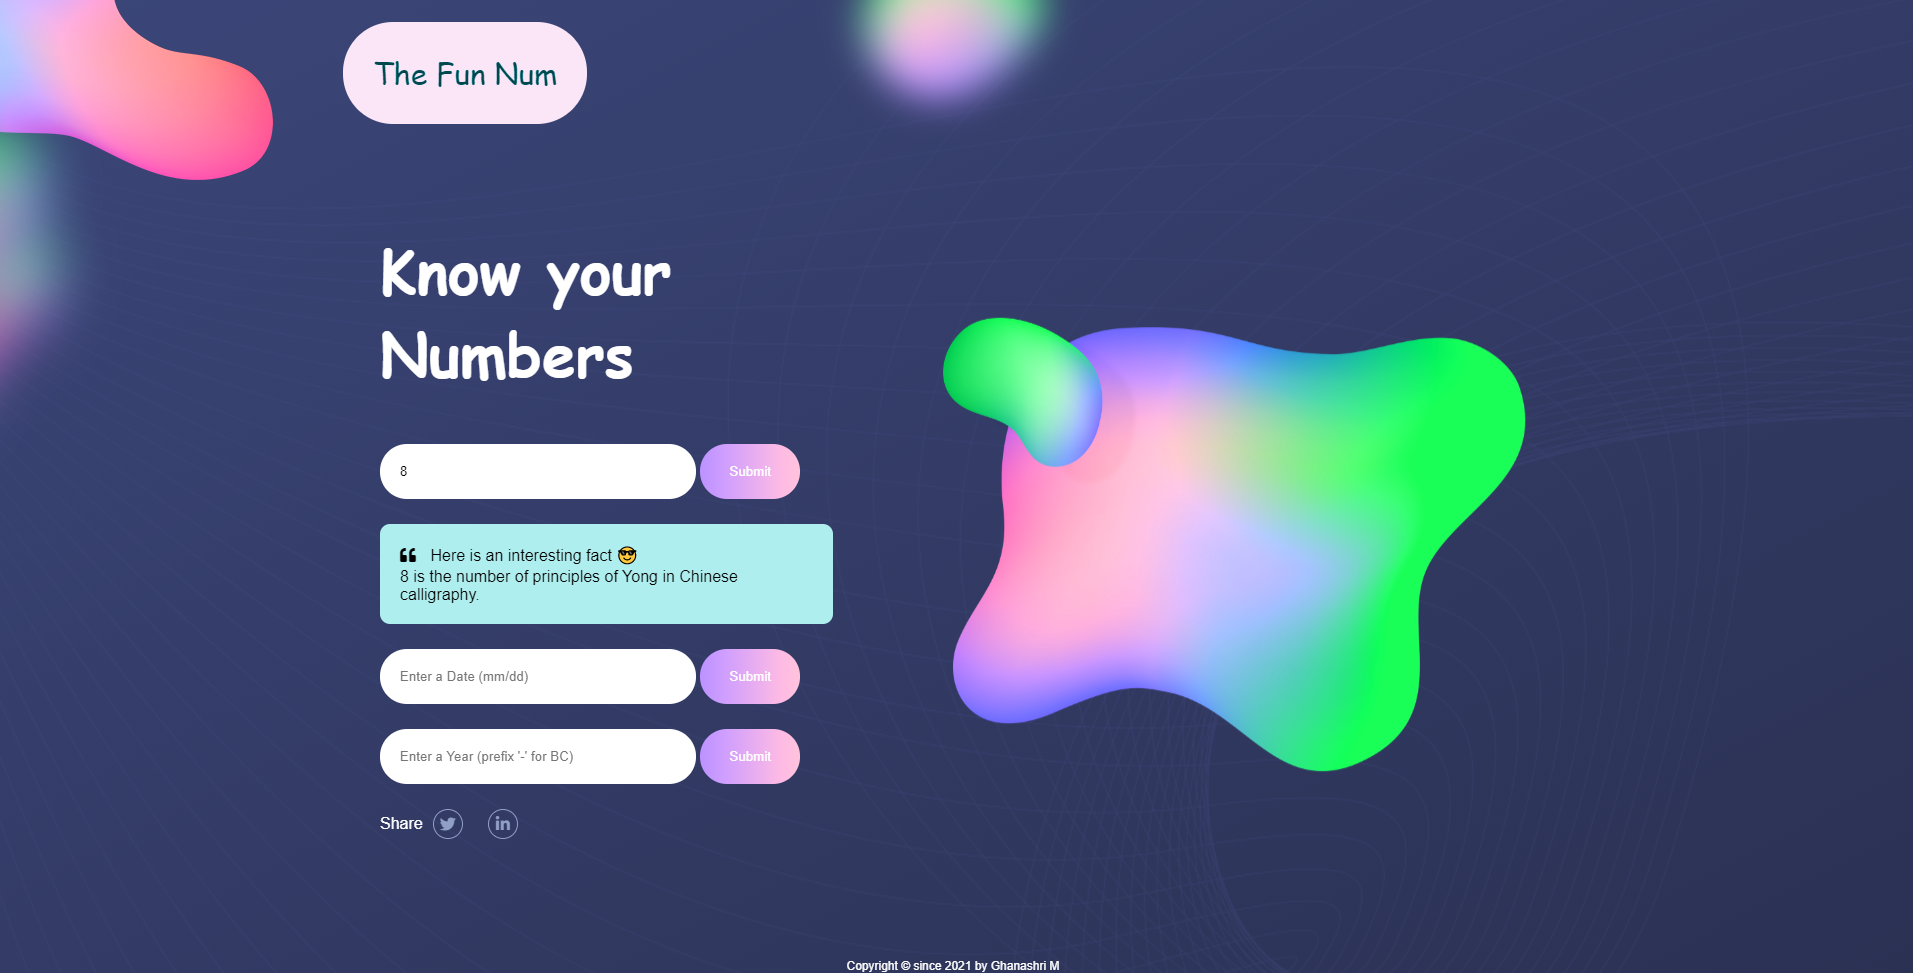 The Fun Num
Know your
Numbers
8
Submit
Here is an interesting fact 😎
8 is the number of principles of Yong in Chinese
calligraphy.
Enter a Date (mm/dd)
Submit
Enter a Year (prefix '-' for BC)
Submit
Share
Copyright © since 2021 by Ghanashri M